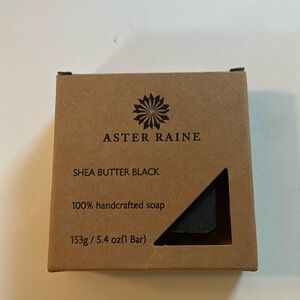 ASTER RAINE
SHEA BUTTER BLACK
100% handcrafted soap
153g / 5.4 oz(1 Bar)